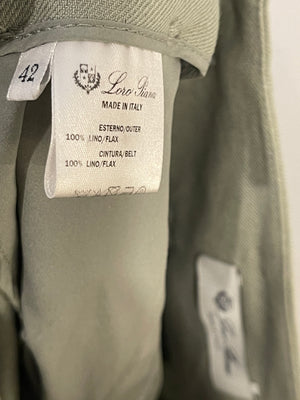 42
Loro Piana
MADE IN ITALY
ESTERNO/OUTER
100% LINO/FLAX
CINTURA/BELT
100% LINO/FLAX